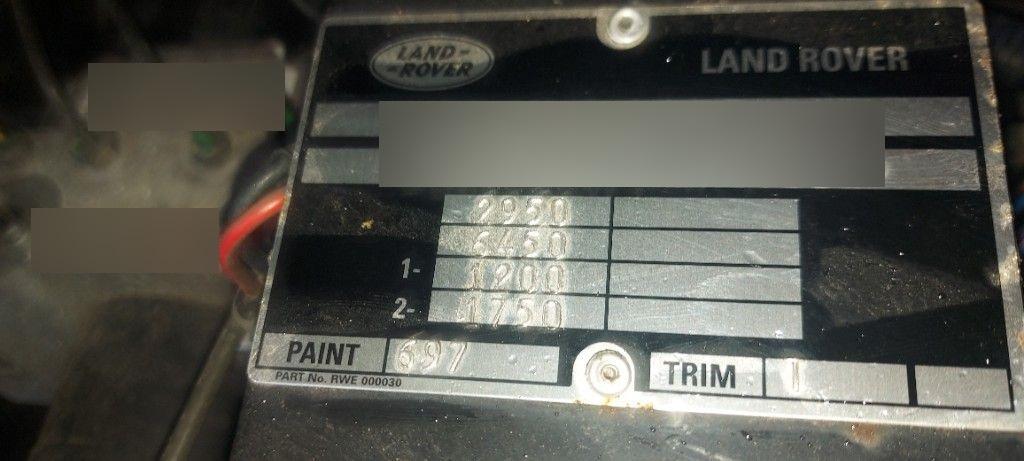 LAND-
-ROVER
LAND ROVER
2950
6450
1- 1200
2- 1750
PAINT 697
TRIM 1
PART No. RWE 000030